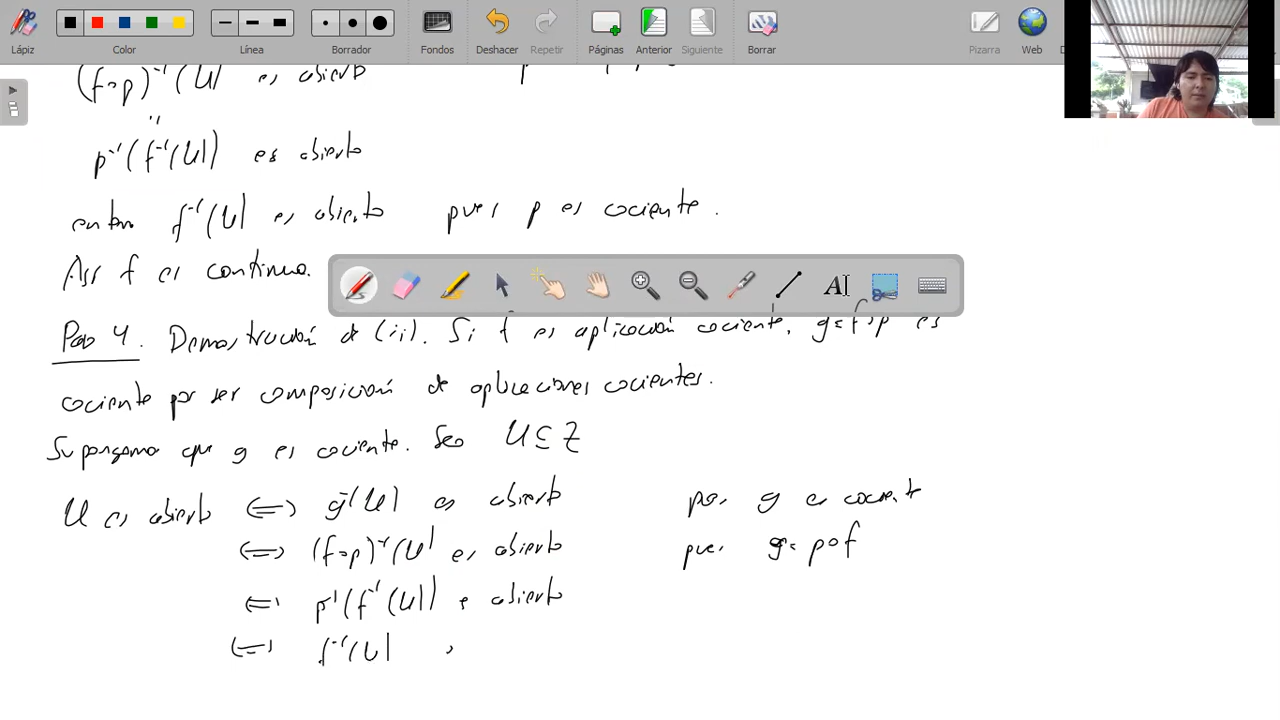 Lápiz Color Línea Borrador Fondos Deshacer Repetir Páginas Anterior Siguiente Borrar Pizarra Web
(f∘p)⁻¹(U) es abierto
p⁻¹(f⁻¹(U)) es abierto
f⁻¹(U) es abierto pues p es cociente.
Así f es continua.
Paso 4. Demostración de (ii). Si f es aplicación cociente, g=f∘p es
cociente por ser composición de aplicaciones cocientes.
Supongamos que g es cociente. Sea U⊆Z
U es abierto ⟺ g⁻¹(U) es abierto pues g es cociente
⟺ (f∘p)⁻¹(U) es abierto pues g=p∘f
⟺ p⁻¹(f⁻¹(U)) es abierto
⟺ f⁻¹(U)